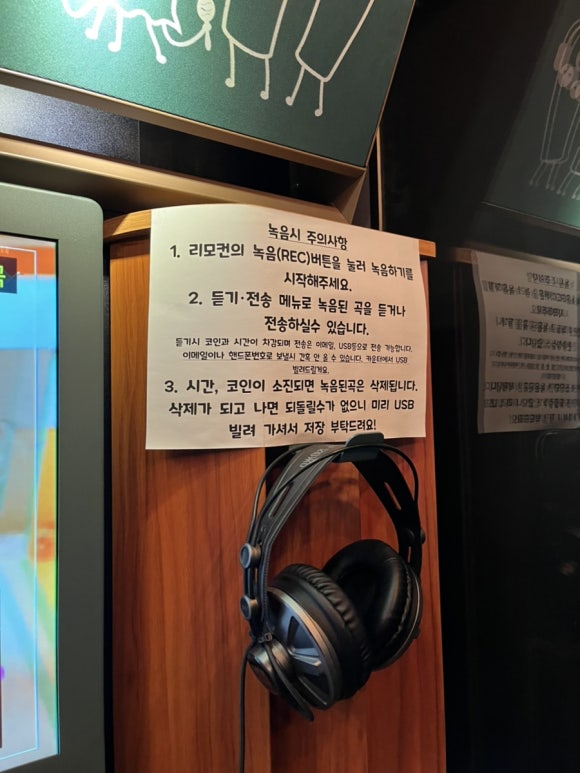 녹음시 주의사항
1. 리모컨의 녹음(REC)버튼을 눌러 녹음하기를
시작해주세요.
2. 듣기·전송 메뉴로 녹음된 곡을 듣거나
전송하실수 있습니다.
듣기시 코인과 시간이 차감되며 전송은 이메일, USB등으로 전송 가능합니다.
이메일이나 핸드폰번호로 보낼시 간혹 안 올 수 있습니다. 카운터에서 USB
빌려드릴게요.
3. 시간, 코인이 소진되면 녹음된곡은 삭제됩니다.
삭제가 되고 나면 되돌릴수가 없으니 미리 USB
빌려 가셔서 저장 부탁드려요!